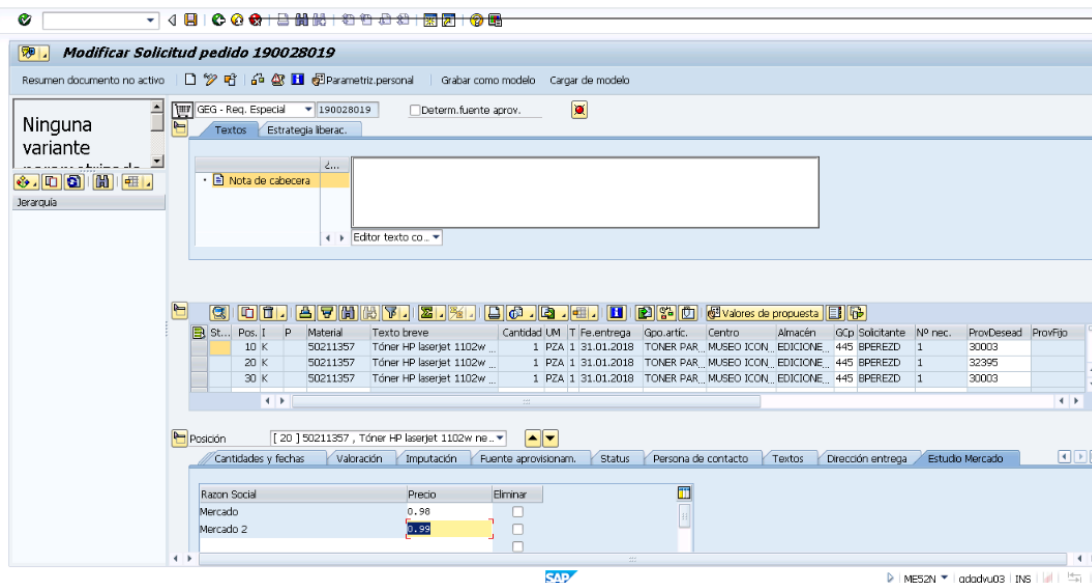 Modificar Solicitud pedido 190028019
Resumen documento no activo Parametriz.personal Grabar como modelo Cargar de modelo
Ninguna
variante
GEG - Req. Especial 190028019 Determ.fuente aprov.
Textos Estrategia liberac.
¿...
Nota de cabecera
Jerarquía
Editor texto co...
Valores de propuesta
St... Pos. I P Material Texto breve Cantidad UM T Fe.entrega Gpo.artíc. Centro Almacén GCp Solicitante Nº nec. ProvDesead ProvFijo
10 K 50211357 Tóner HP laserjet 1102w ... 1 PZA 1 31.01.2018 TONER PAR... MUSEO ICON... EDICIONE... 445 BPEREZD 1 30003
20 K 50211357 Tóner HP laserjet 1102w ... 1 PZA 1 31.01.2018 TONER PAR... MUSEO ICON... EDICIONE... 445 BPEREZD 1 32395
30 K 50211357 Tóner HP laserjet 1102w ... 1 PZA 1 31.01.2018 TONER PAR... MUSEO ICON... EDICIONE... 445 BPEREZD 1 30003
Posición [ 20 ] 50211357 , Tóner HP laserjet 1102w ne...
Cantidades y fechas Valoración Imputación Fuente aprovisionam. Status Persona de contacto Textos Dirección entrega Estudio Mercado
Razon Social Precio Eliminar
Mercado 0.98
Mercado 2 0.99
SAP ME52N qdadvu03 INS